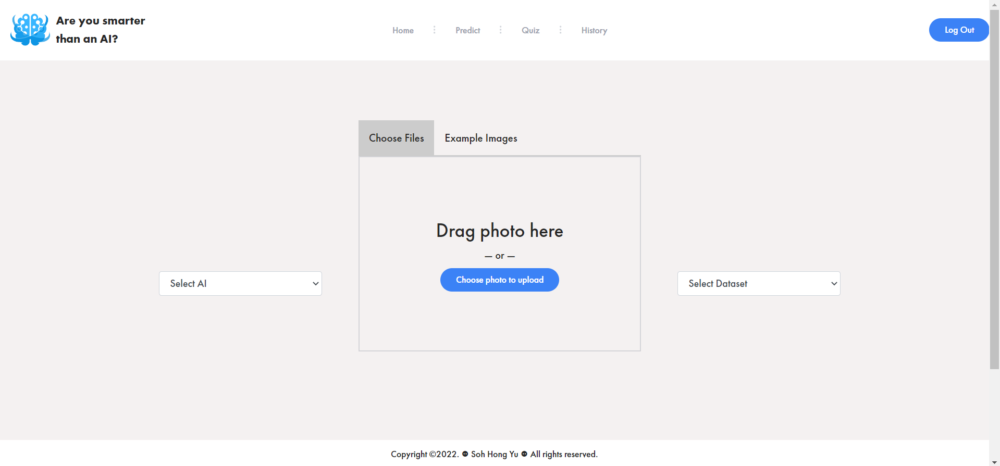 Are you smarter
than an AI?
Home
Predict
Quiz
History
Log Out
Choose Files
Example Images
Drag photo here
— or —
Choose photo to upload
Select AI
Select Dataset
Copyright ©2022. Soh Hong Yu All rights reserved.